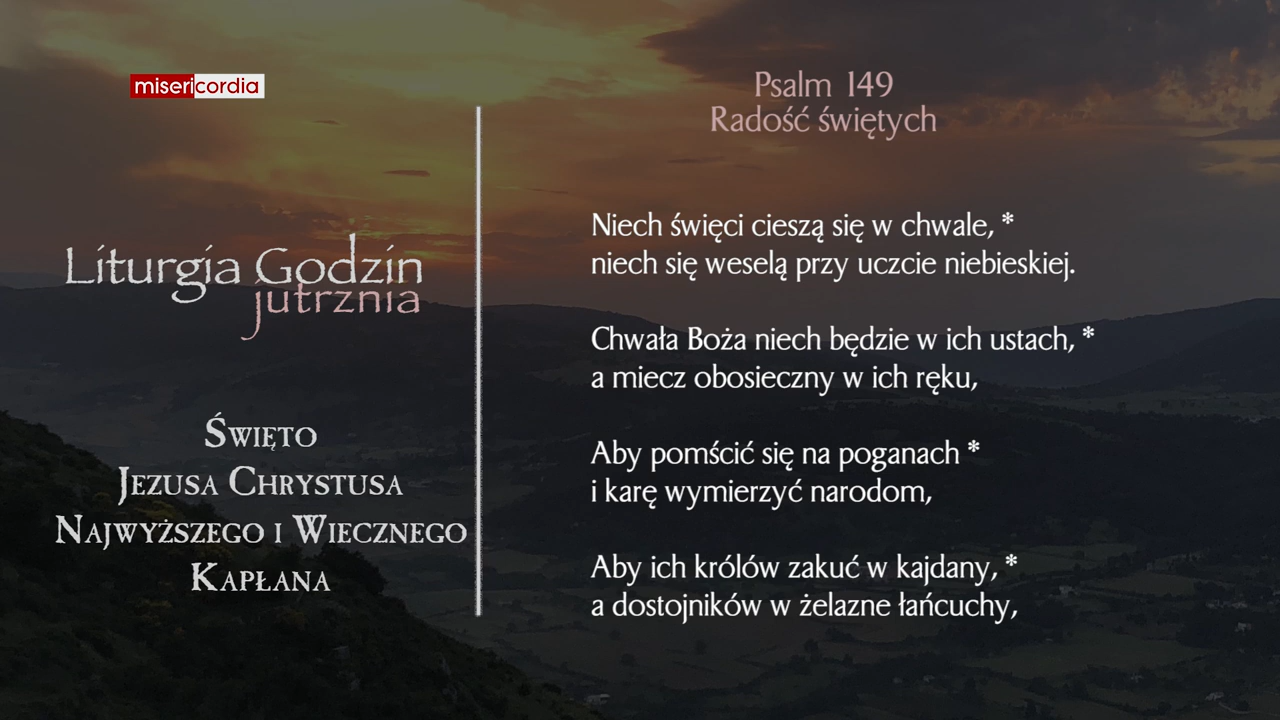 misericordia
Liturgia Godzin
jutrznia
Święto
Jezusa Chrystusa
Najwyższego i Wiecznego
Kapłana
Psalm 149
Radość świętych
Niech święci cieszą się w chwale, *
niech się weselą przy uczcie niebieskiej.
Chwała Boża niech będzie w ich ustach, *
a miecz obosieczny w ich ręku,
Aby pomścić się na poganach *
i karę wymierzyć narodom,
Aby ich królów zakuć w kajdany, *
a dostojników w żelazne łańcuchy,